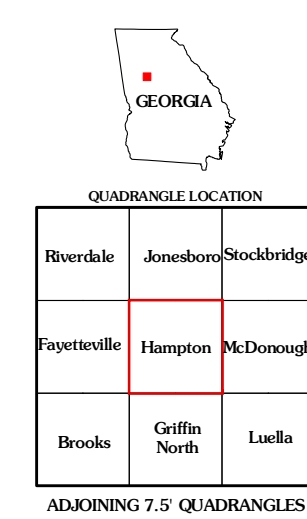 GEORGIA
QUADRANGLE LOCATION
Riverdale Jonesboro Stockbridge
Fayetteville Hampton McDonough
Brooks Griffin North Luella
ADJOINING 7.5' QUADRANGLES